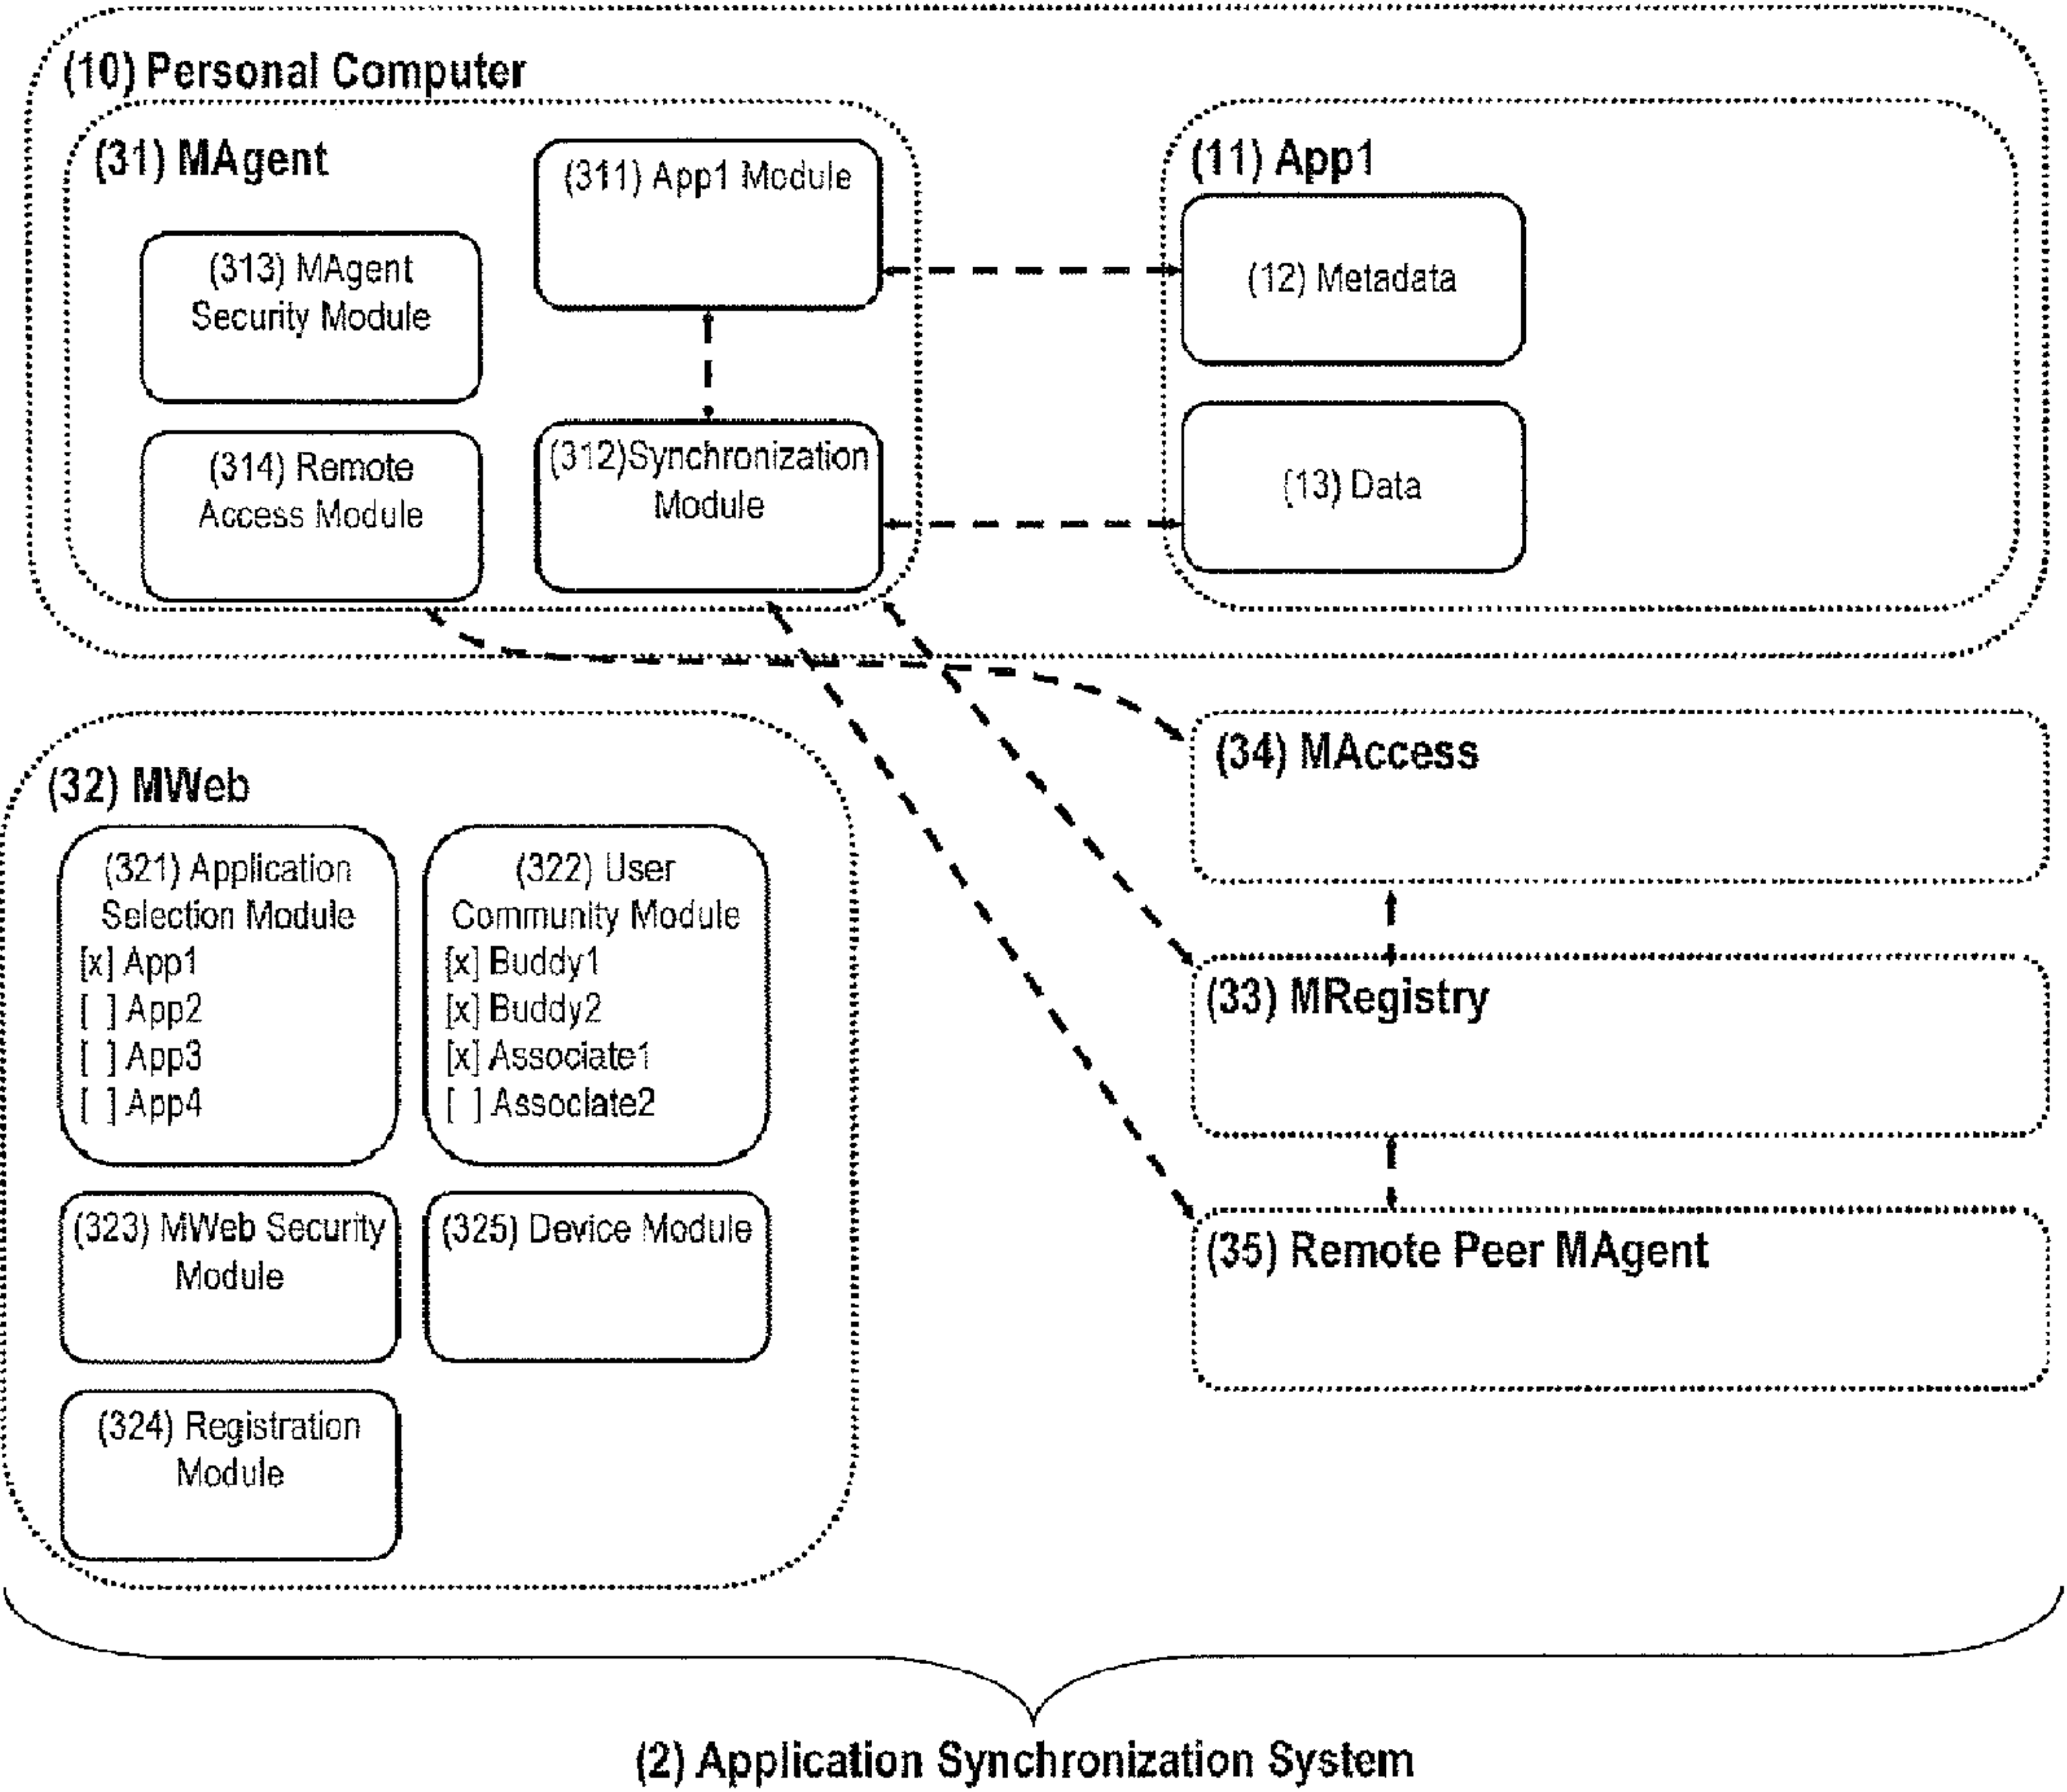 (10) Personal Computer
(31) MAgent
(311) App1 Module
(313) MAgent
Security Module
(314) Remote
Access Module
(312)Synchronization
Module
(11) App1
(12) Metadata
(13) Data
(32) MWeb
(321) Application
Selection Module
[x] App1
[ ] App2
[ ] App3
[ ] App4
(322) User
Community Module
[x] Buddy1
[x] Buddy2
[x] Associate1
[ ] Associate2
(323) MWeb Security
Module
(325) Device Module
(324) Registration
Module
(34) MAccess
(33) MRegistry
(35) Remote Peer MAgent
(2) Application Synchronization System